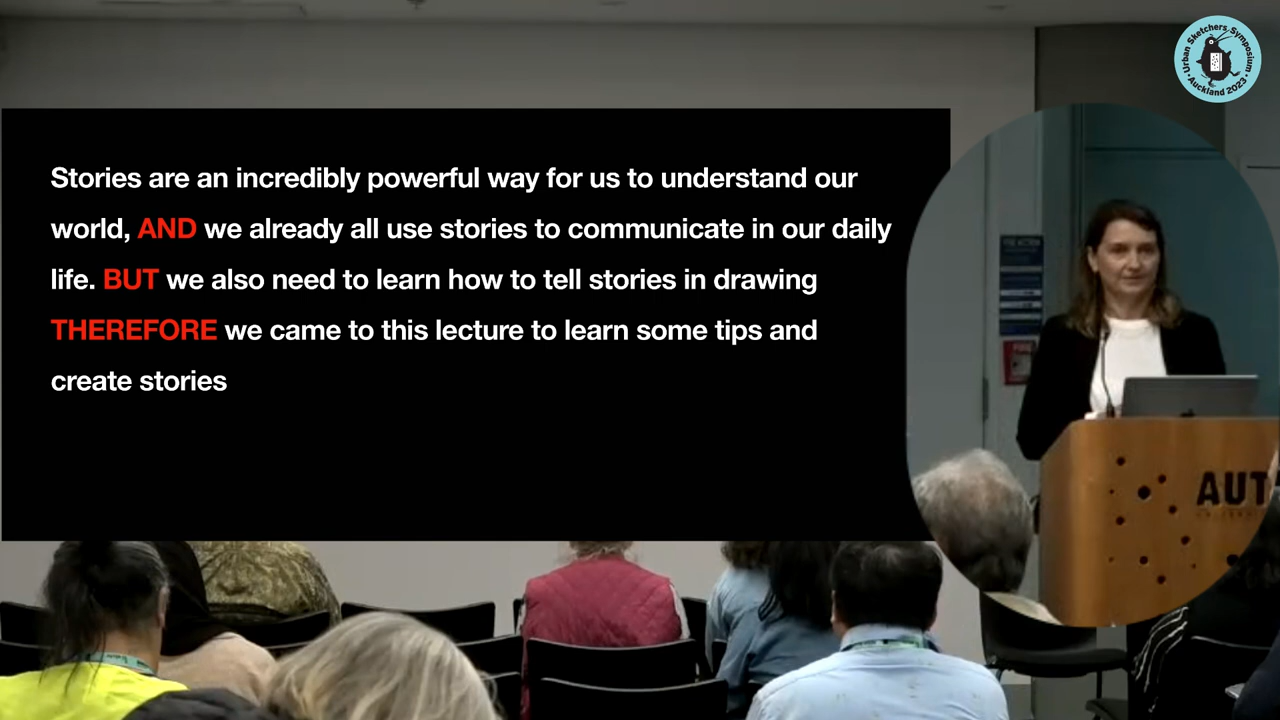 Urban Sketchers Symposium
Auckland 2023
Stories are an incredibly powerful way for us to understand our
world, AND we already all use stories to communicate in our daily
life. BUT we also need to learn how to tell stories in drawing
THEREFORE we came to this lecture to learn some tips and
create stories
AUT